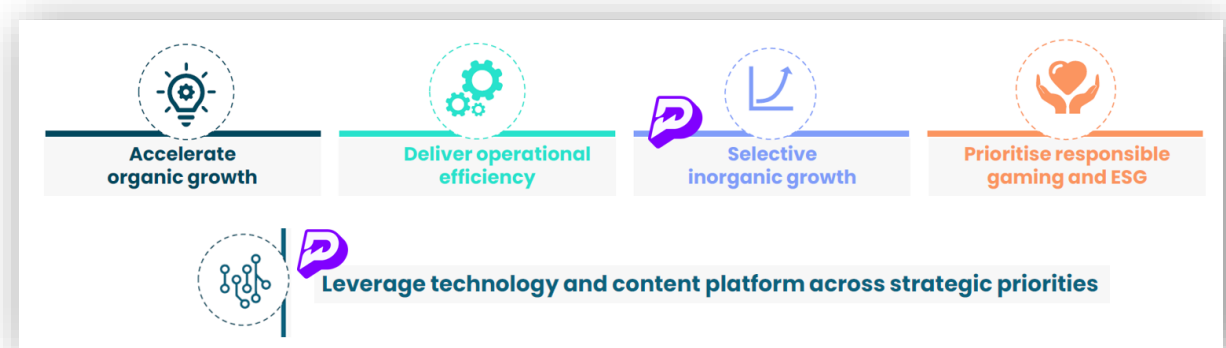 Accelerate
organic growth
Deliver operational
efficiency
Selective
inorganic growth
Prioritise responsible
gaming and ESG
Leverage technology and content platform across strategic priorities